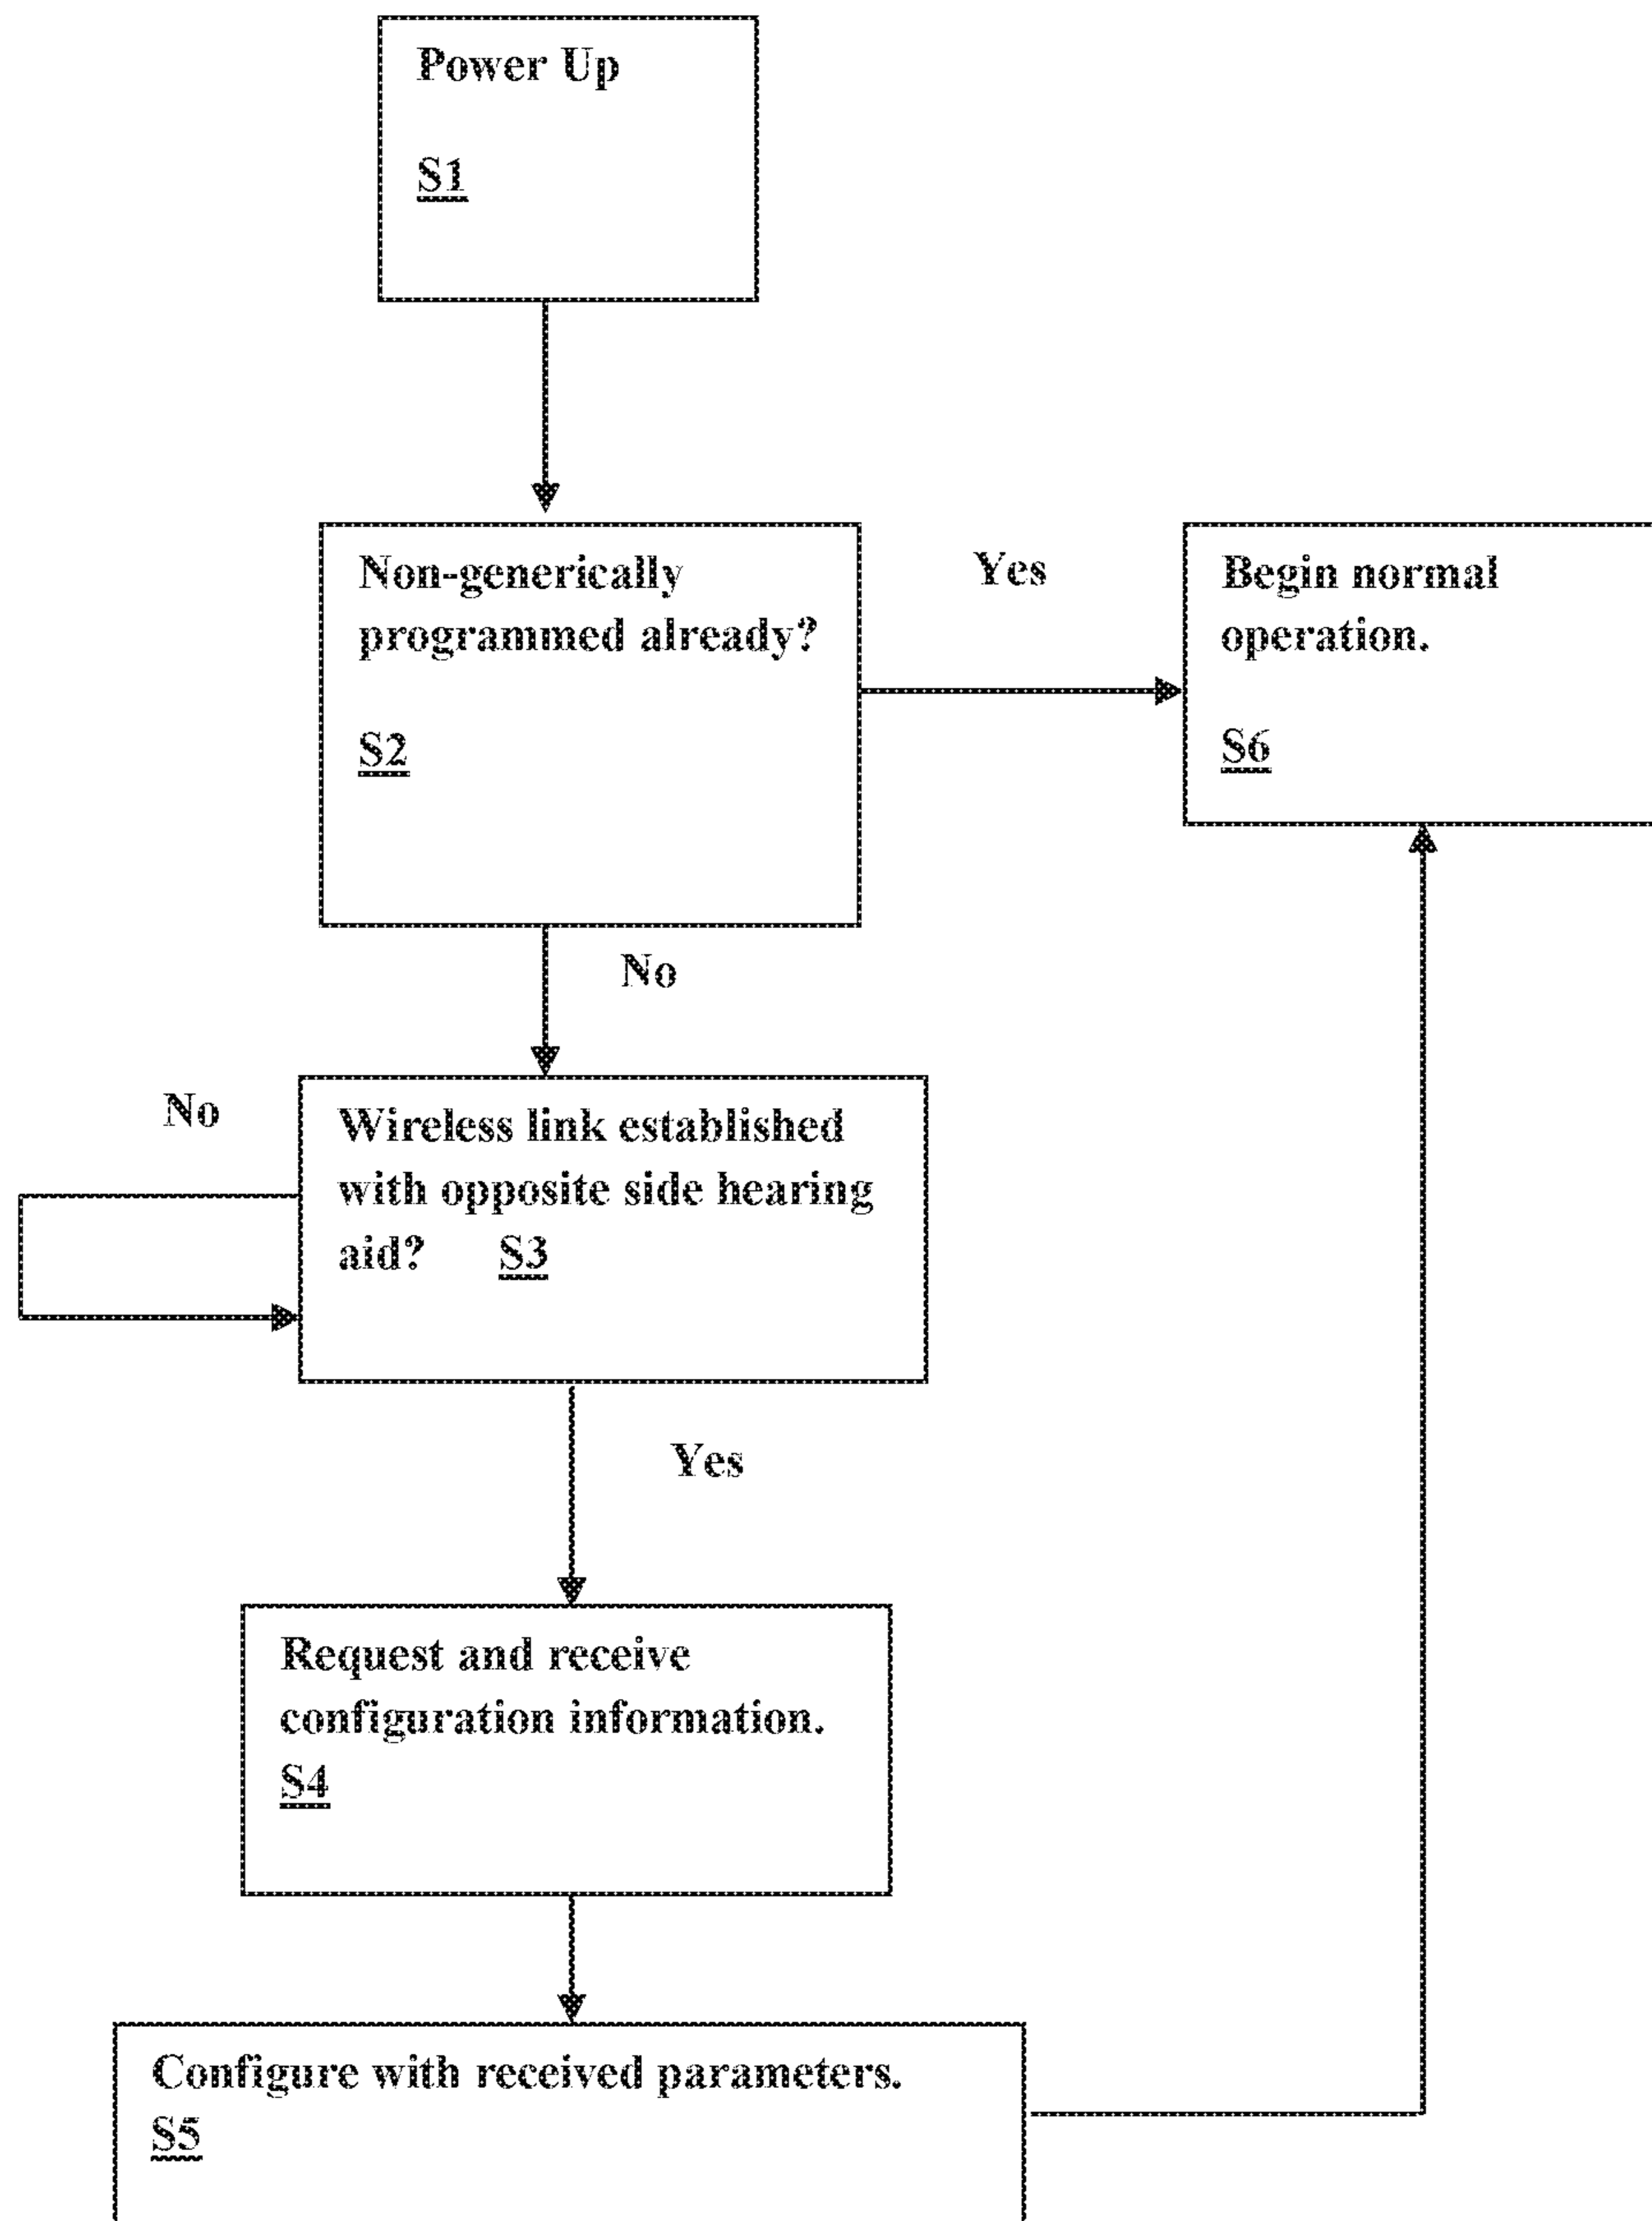 Power Up
S1
Non-generically
programmed already?
S2
Yes
Begin normal
operation.
S6
No
No
Wireless link established
with opposite side hearing
aid? S3
Yes
Request and receive
configuration information.
S4
Configure with received parameters.
S5